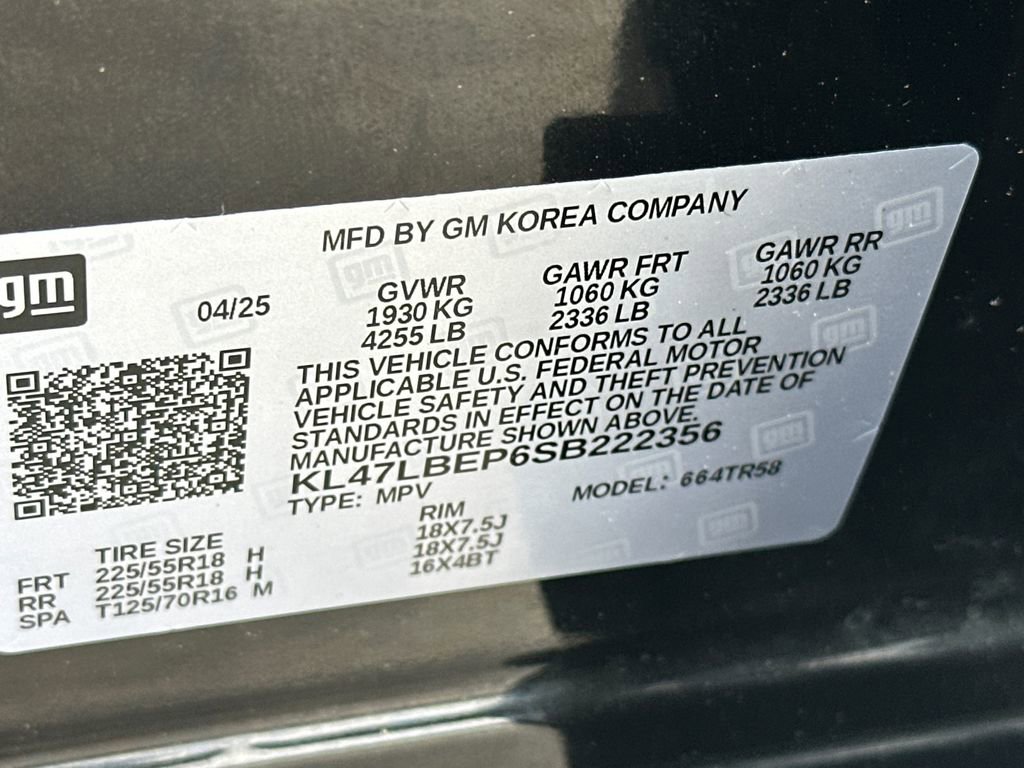 MFD BY GM KOREA COMPANY
gm
04/25
GVWR
1930 KG
4255 LB
GAWR FRT
1060 KG
2336 LB
GAWR RR
1060 KG
2336 LB
THIS VEHICLE CONFORMS TO ALL
APPLICABLE U.S. FEDERAL MOTOR
VEHICLE SAFETY AND THEFT PREVENTION
STANDARDS IN EFFECT ON THE DATE OF
MANUFACTURE SHOWN ABOVE.
KL47LBEP6SB222356
TYPE: MPV
MODEL: 664TR58
TIRE SIZE
RIM
FRT 225/55R18 H 18X7.5J
RR 225/55R18 H 18X7.5J
SPA T125/70R16 M 16X4BT